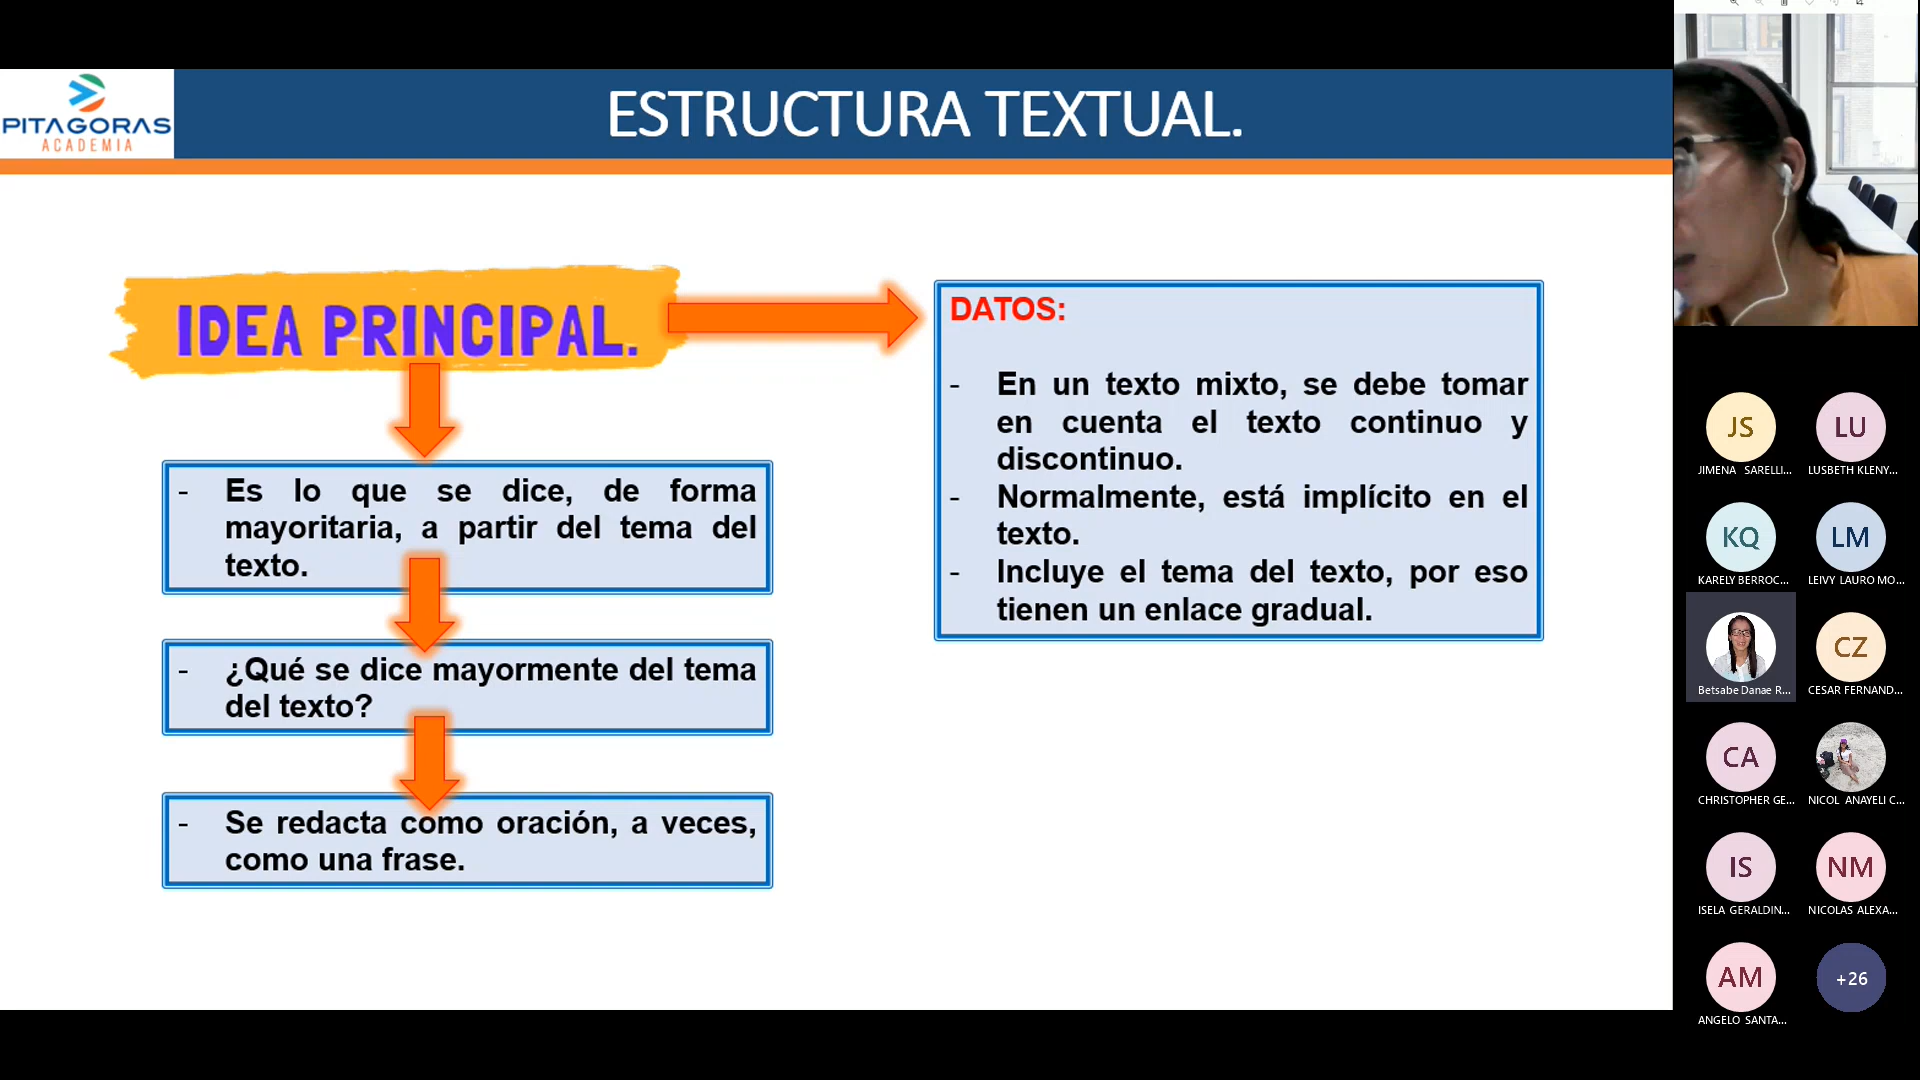 PITAGORAS
ACADEMIA
ESTRUCTURA TEXTUAL.
IDEA PRINCIPAL.
- Es lo que se dice, de forma
mayoritaria, a partir del tema del
texto.
- ¿Qué se dice mayormente del tema
del texto?
- Se redacta como oración, a veces,
como una frase.
DATOS:
- En un texto mixto, se debe tomar
en cuenta el texto continuo y
discontinuo.
- Normalmente, está implícito en el
texto.
- Incluye el tema del texto, por eso
tienen un enlace gradual.
JS
JIMENA SARELLI...
LU
LUSBETH KLENY...
KQ
KARELY BERROC...
LM
LEIVY LAURO MO...
Betsabe Danae R...
CZ
CESAR FERNAND...
CA
CHRISTOPHER GE...
NICOL ANAYELI C...
IS
ISELA GERALDIN...
NM
NICOLAS ALEXA...
AM
ANGELO SANTA...
+26